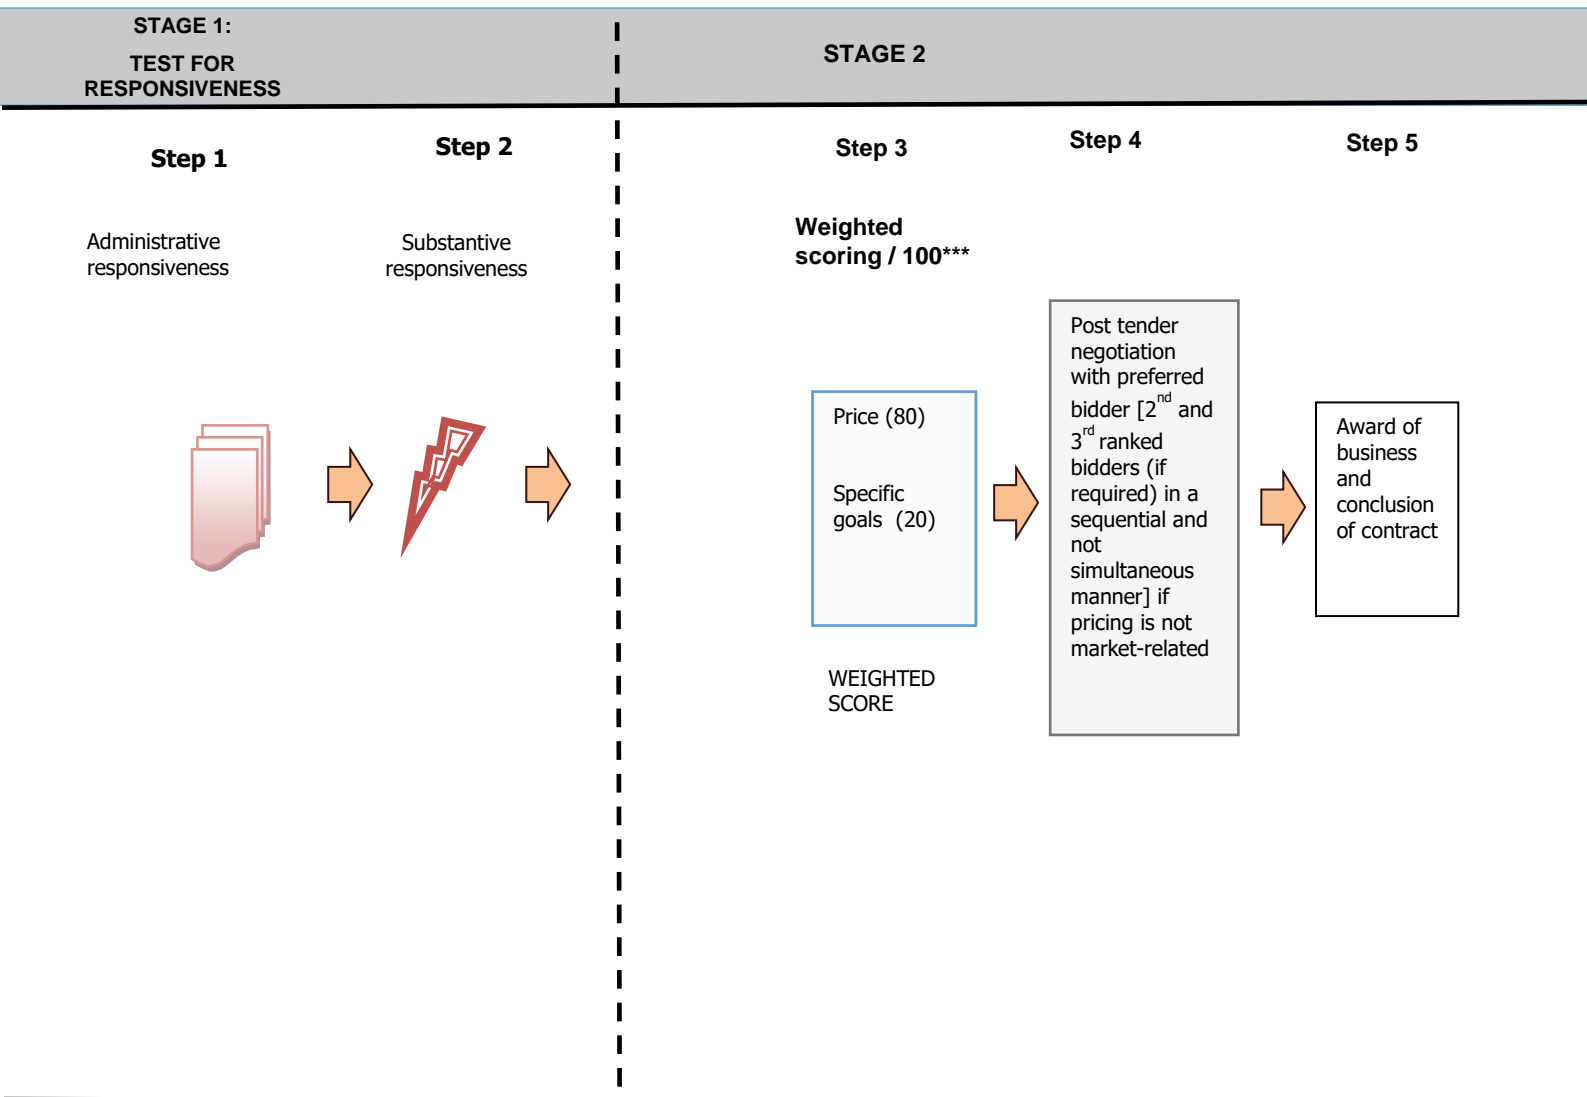 STAGE 1:
TEST FOR
RESPONSIVENESS
STAGE 2
Step 1
Step 2
Step 3
Step 4
Step 5
Administrative
responsiveness
Substantive
responsiveness
Weighted
scoring / 100***
Price (80)
Specific
goals (20)
WEIGHTED
SCORE
Post tender
negotiation
with preferred
bidder [2nd and
3rd ranked
bidders (if
required) in a
sequential and
not
simultaneous
manner] if
pricing is not
market-related
Award of
business
and
conclusion
of contract